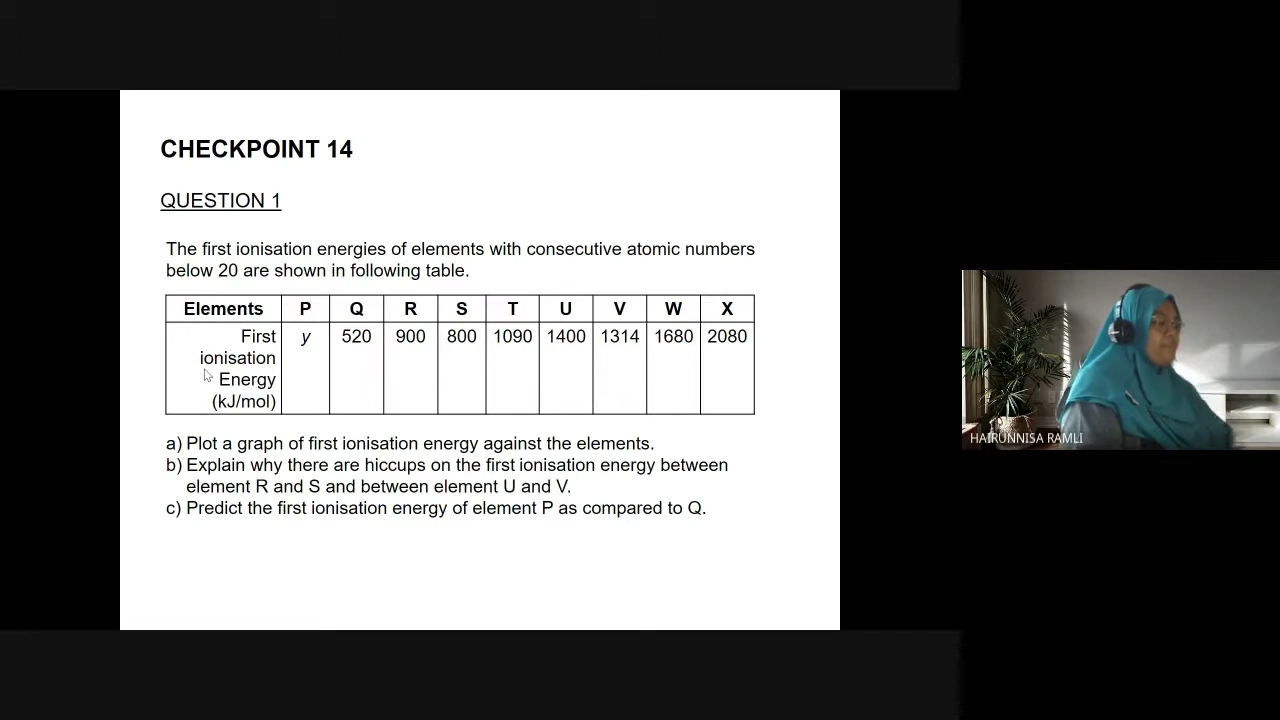 CHECKPOINT 14
QUESTION 1
The first ionisation energies of elements with consecutive atomic numbers
below 20 are shown in following table.
Elements P Q R S T U V W X
First y 520 900 800 1090 1400 1314 1680 2080
ionisation
Energy
(kJ/mol)
a) Plot a graph of first ionisation energy against the elements.
b) Explain why there are hiccups on the first ionisation energy between
element R and S and between element U and V.
c) Predict the first ionisation energy of element P as compared to Q.
HAIRUNNISA RAMLI